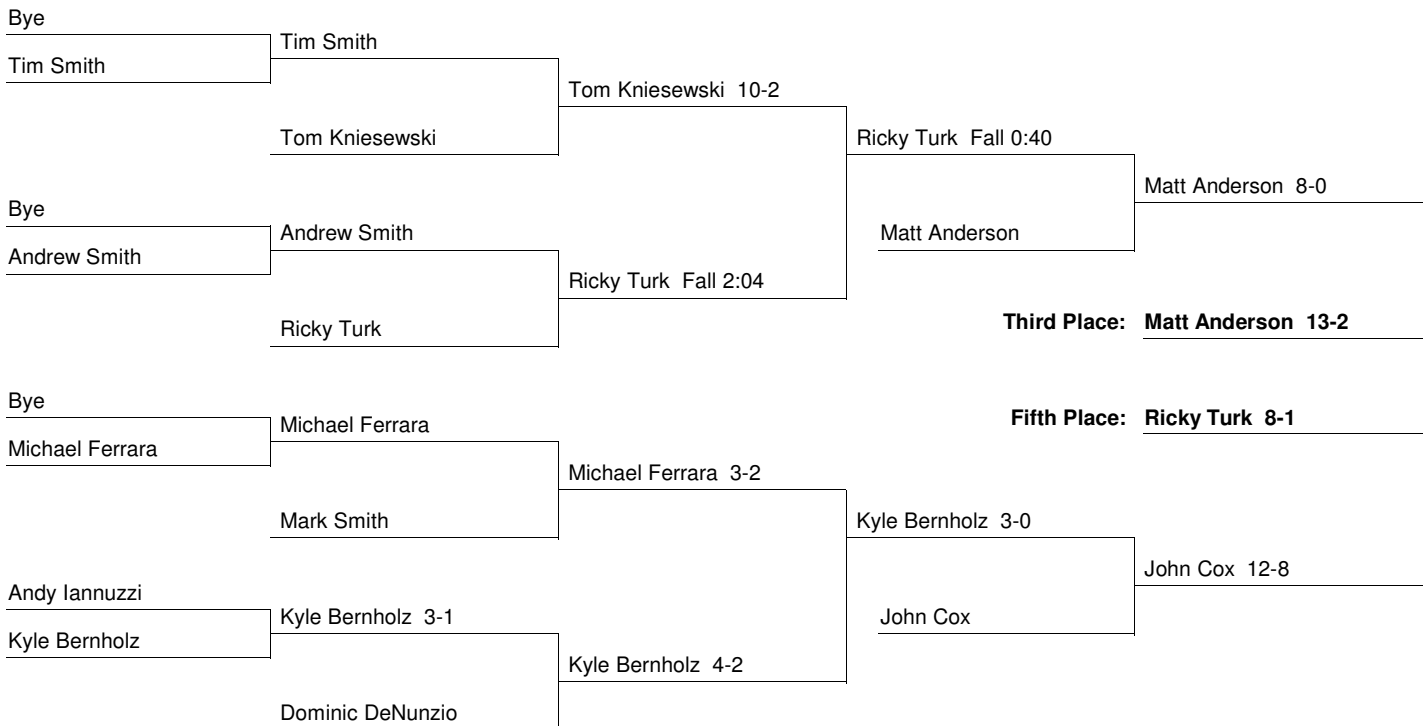 Bye
Tim Smith
Tim Smith
Tom Kniesewski 10-2
Tom Kniesewski
Ricky Turk Fall 0:40
Matt Anderson 8-0
Bye
Andrew Smith
Matt Anderson
Andrew Smith
Ricky Turk Fall 2:04
Third Place: Matt Anderson 13-2
Ricky Turk
Bye
Michael Ferrara
Fifth Place: Ricky Turk 8-1
Michael Ferrara
Michael Ferrara 3-2
Mark Smith
Kyle Bernholz 3-0
John Cox 12-8
Andy Iannuzzi
Kyle Bernholz 3-1
John Cox
Kyle Bernholz
Kyle Bernholz 4-2
Dominic DeNunzio